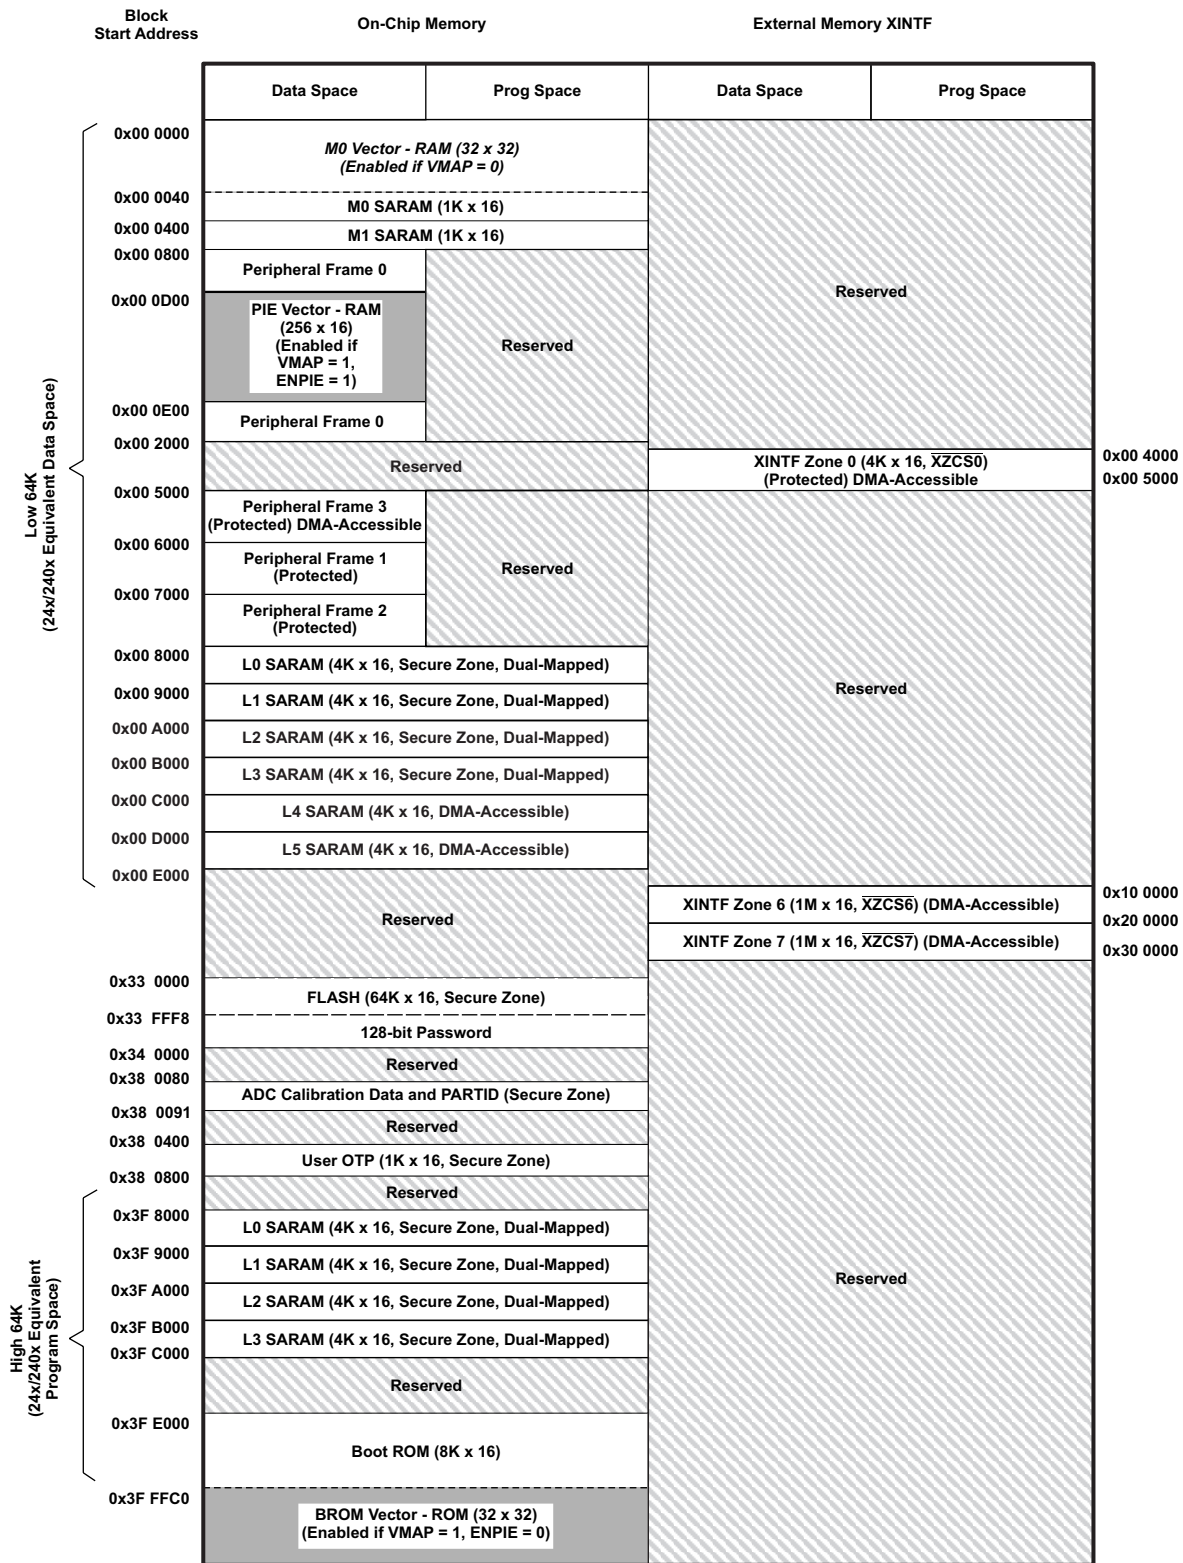 Block
Start Address
On-Chip Memory
External Memory XINTF
Data Space
Prog Space
Data Space
Prog Space
0x00 0000
M0 Vector - RAM (32 x 32)
(Enabled if VMAP = 0)
0x00 0040
M0 SARAM (1K x 16)
0x00 0400
M1 SARAM (1K x 16)
0x00 0800
Peripheral Frame 0
0x00 0D00
PIE Vector - RAM
(256 x 16)
(Enabled if
VMAP = 1,
ENPIE = 1)
Reserved
Reserved
0x00 0E00
Peripheral Frame 0
0x00 2000
Reserved
XINTF Zone 0 (4K x 16, XZCS0)
(Protected) DMA-Accessible
0x00 4000
0x00 5000
0x00 5000
Peripheral Frame 3
(Protected) DMA-Accessible
0x00 6000
Peripheral Frame 1
(Protected)
Reserved
0x00 7000
Peripheral Frame 2
(Protected)
Low 64K
(24x/240x Equivalent Data Space)
0x00 8000
L0 SARAM (4K x 16, Secure Zone, Dual-Mapped)
0x00 9000
L1 SARAM (4K x 16, Secure Zone, Dual-Mapped)
Reserved
0x00 A000
L2 SARAM (4K x 16, Secure Zone, Dual-Mapped)
0x00 B000
L3 SARAM (4K x 16, Secure Zone, Dual-Mapped)
0x00 C000
L4 SARAM (4K x 16, DMA-Accessible)
0x00 D000
L5 SARAM (4K x 16, DMA-Accessible)
0x00 E000
Reserved
XINTF Zone 6 (1M x 16, XZCS6) (DMA-Accessible)
0x10 0000
0x20 0000
XINTF Zone 7 (1M x 16, XZCS7) (DMA-Accessible)
0x30 0000
0x33 0000
FLASH (64K x 16, Secure Zone)
0x33 FFF8
128-bit Password
0x34 0000
Reserved
0x38 0080
ADC Calibration Data and PARTID (Secure Zone)
0x38 0091
Reserved
0x38 0400
User OTP (1K x 16, Secure Zone)
0x38 0800
Reserved
0x3F 8000
L0 SARAM (4K x 16, Secure Zone, Dual-Mapped)
0x3F 9000
L1 SARAM (4K x 16, Secure Zone, Dual-Mapped)
Reserved
0x3F A000
L2 SARAM (4K x 16, Secure Zone, Dual-Mapped)
0x3F B000
L3 SARAM (4K x 16, Secure Zone, Dual-Mapped)
0x3F C000
High 64K
(24x/240x Equivalent
Program Space)
Reserved
0x3F E000
Boot ROM (8K x 16)
0x3F FFC0
BROM Vector - ROM (32 x 32)
(Enabled if VMAP = 1, ENPIE = 0)